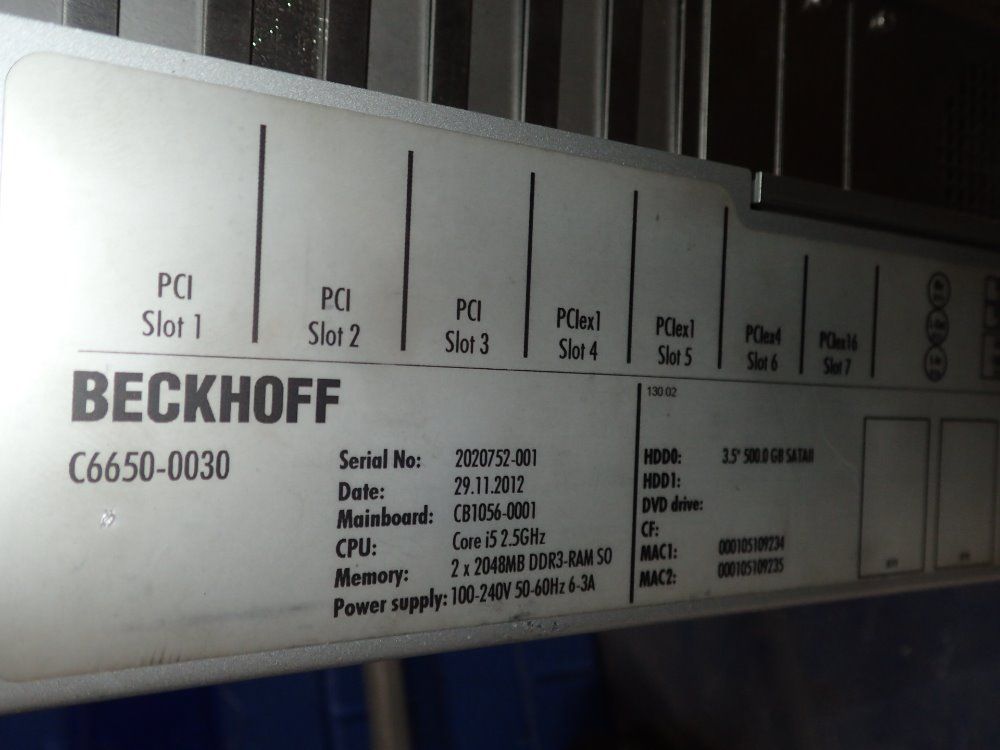 PCI
Slot 1
PCI
Slot 2
PCI
Slot 3
PCIex1
Slot 4
PCIex1
Slot 5
PCIex4
Slot 6
PCIex16
Slot 7
BECKHOFF
C6650-0030
Serial No: 2020752-001
Date: 29.11.2012
Mainboard: CB1056-0001
CPU: Core i5 2.5GHz
Memory: 2 x 2048MB DDR3-RAM SO
Power supply: 100-240V 50-60Hz 6-3A
130.02
HDD0: 3.5" 500.0 GB SATAII
HDD1:
DVD drive:
CF:
MAC1: 000105109234
MAC2: 000105109235